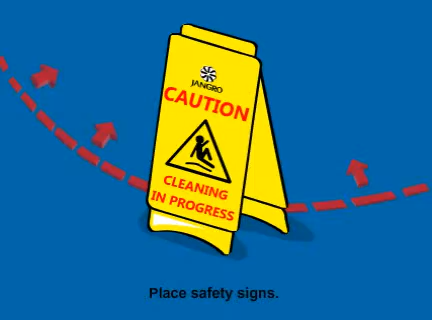 JANGRO
CAUTION
CLEANING
IN PROGRESS
Place safety signs.